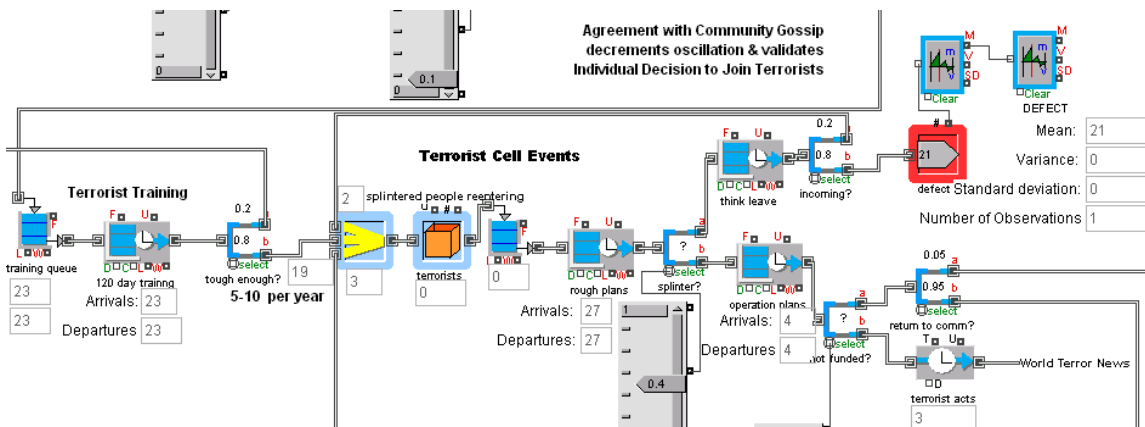 Agreement with Community Gossip
decrements oscillation & validates
Individual Decision to Join Terrorists
0
0.1
M
V
SD
m
v
Clear
M
V
SD
m
v
Clear
DEFECT
#
21
defect
Mean: 21
Variance: 0
Standard deviation: 0
Number of Observations 1
Terrorist Training
F
L W
training queue
23
23
F U
D C L W
120 day trainng
Arrivals: 23
Departures 23
0.2
0.8
b
select
tough enough?
19
5-10 per year
Terrorist Cell Events
2
3
splintered people reentering
u #
terrorists
0
F
L W
0
F U
D C L W
rough plans
Arrivals: 27
Departures: 27
a
?
b
select
splinter?
F U
D C L W
think leave
0.2
0.8
b
select
incoming?
F U
D C L W
operation plans
Arrivals: 4
Departures 4
1
0.4
a
?
b
select
not funded?
0.05
a
0.95
b
select
return to comm?
T U
D
terrorist acts
3
World Terror News